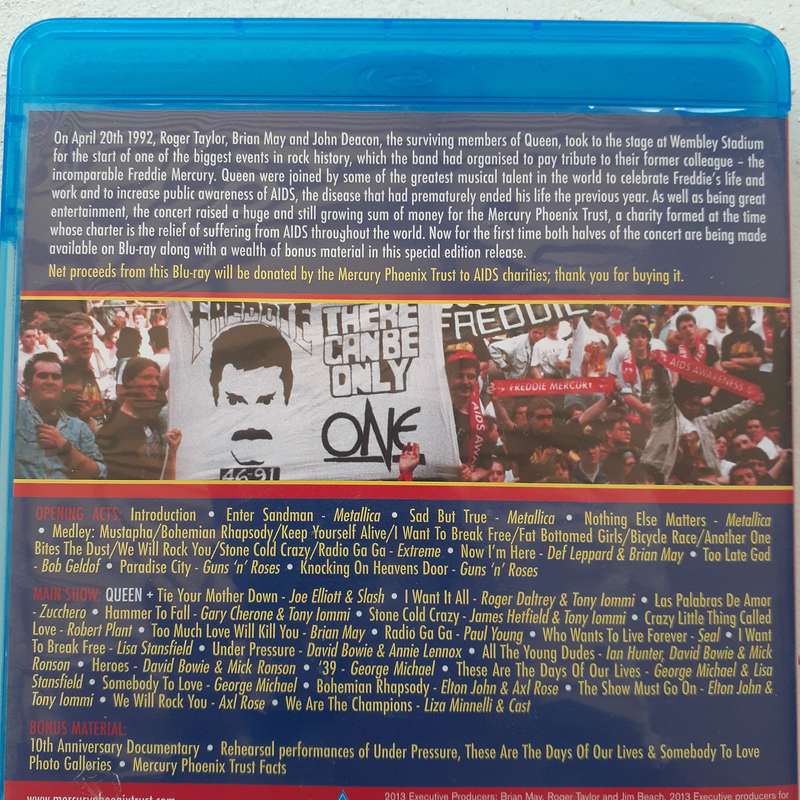 On April 20th 1992, Roger Taylor, Brian May and John Deacon, the surviving members of Queen, took to the stage at Wembley Stadium
for the start of one of the biggest events in rock history, which the band had organised to pay tribute to their former colleague – the
incomparable Freddie Mercury. Queen were joined by some of the greatest musical talent in the world to celebrate Freddie's life and
work and to increase public awareness of AIDS, the disease that had prematurely ended his life the previous year. As well as being great
entertainment, the concert raised a huge and still growing sum of money for the Mercury Phoenix Trust, a charity formed at the time
whose charter is the relief of suffering from AIDS throughout the world. Now for the first time both halves of the concert are being made
available on Blu-ray along with a wealth of bonus material in this special edition release.
Net proceeds from this Blu-ray will be donated by the Mercury Phoenix Trust to AIDS charities; thank you for buying it.
FREDDIE
THERE
CAN BE
ONLY
ONE
46-91
FREDDIE
FREDDIE MERCURY
AIDS AWARENESS
AIDS AWA
OPENING ACTS: Introduction • Enter Sandman - Metallica • Sad But True - Metallica • Nothing Else Matters - Metallica
• Medley: Mustapha/Bohemian Rhapsody/Keep Yourself Alive/I Want To Break Free/Fat Bottomed Girls/Bicycle Race/Another One
Bites The Dust/We Will Rock You/Stone Cold Crazy/Radio Ga Ga - Extreme • Now I'm Here - Def Leppard & Brian May • Too Late God
- Bob Geldof • Paradise City - Guns 'n' Roses • Knocking On Heavens Door - Guns 'n' Roses
MAIN SHOW: QUEEN + Tie Your Mother Down - Joe Elliott & Slash • I Want It All - Roger Daltrey & Tony Iommi • Las Palabras De Amor
- Zucchero • Hammer To Fall - Gary Cherone & Tony Iommi • Stone Cold Crazy - James Hetfield & Tony Iommi • Crazy Little Thing Called
Love - Robert Plant • Too Much Love Will Kill You - Brian May • Radio Ga Ga - Paul Young • Who Wants To Live Forever - Seal • I Want
To Break Free - Lisa Stansfield • Under Pressure - David Bowie & Annie Lennox • All The Young Dudes - Ian Hunter, David Bowie & Mick
Ronson • Heroes - David Bowie & Mick Ronson • '39 - George Michael • These Are The Days Of Our Lives - George Michael & Lisa
Stansfield • Somebody To Love - George Michael • Bohemian Rhapsody - Elton John & Axl Rose • The Show Must Go On - Elton John &
Tony Iommi • We Will Rock You - Axl Rose • We Are The Champions - Liza Minnelli & Cast
BONUS MATERIAL:
10th Anniversary Documentary • Rehearsal performances of Under Pressure, These Are The Days Of Our Lives & Somebody To Love
Photo Galleries • Mercury Phoenix Trust Facts
www.mercuryphoenixtrust.com
2013 Executive Producers: Brian May, Roger Taylor and Jim Beach. 2013 Executive producers for